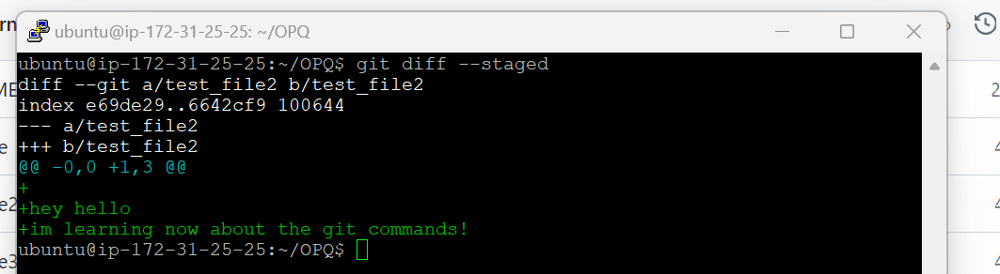 ubuntu@ip-172-31-25-25: ~/OPQ
ubuntu@ip-172-31-25-25:~/OPQ$ git diff --staged
diff --git a/test_file2 b/test_file2
index e69de29..6642cf9 100644
--- a/test_file2
+++ b/test_file2
@@ -0,0 +1,3 @@
+
+hey hello
+im learning now about the git commands!
ubuntu@ip-172-31-25-25:~/OPQ$